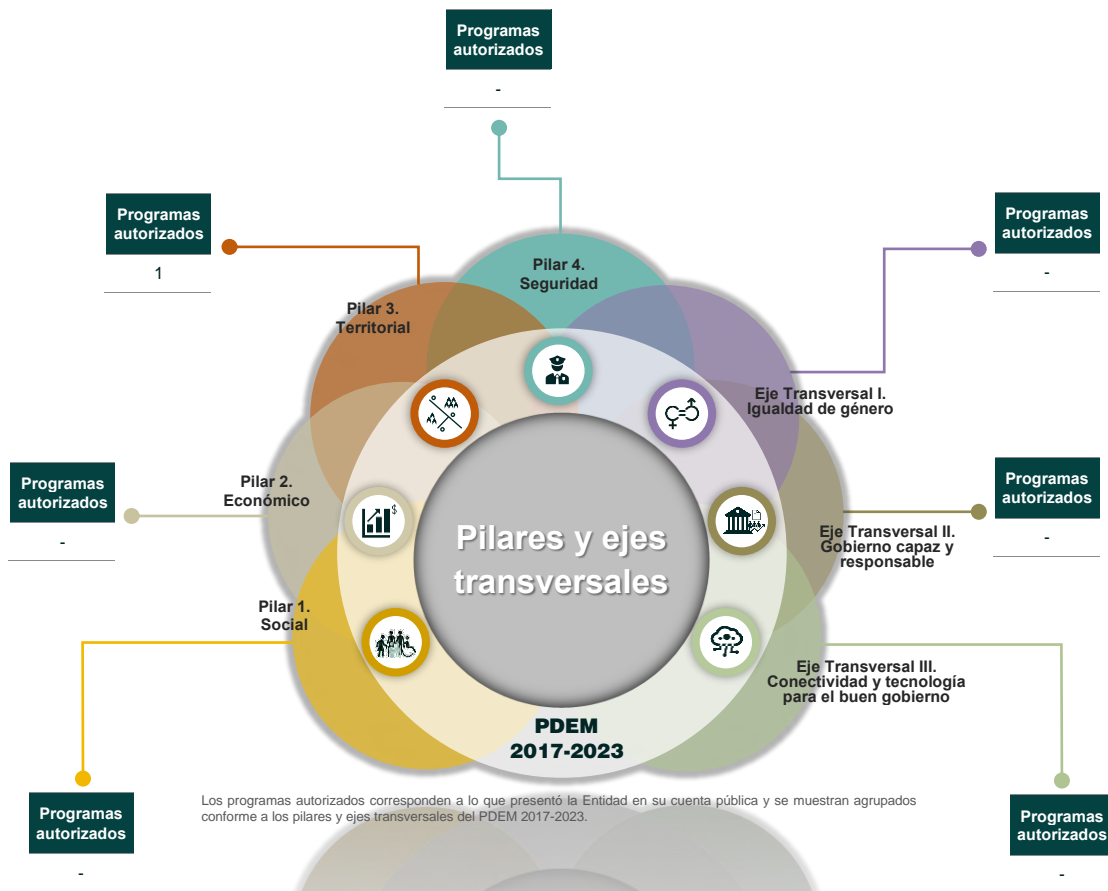 Programas
autorizados
-
Programas
autorizados
1
Programas
autorizados
-
Pilar 4.
Seguridad
Pilar 3.
Territorial
Eje Transversal I.
Igualdad de género
Programas
autorizados
-
Pilar 2.
Económico
$
Programas
autorizados
-
Pilares y ejes
transversales
Eje Transversal II.
Gobierno capaz y
responsable
Pilar 1.
Social
Eje Transversal III.
Conectividad y tecnología
para el buen gobierno
PDEM
2017-2023
Los programas autorizados corresponden a lo que presentó la Entidad en su cuenta pública y se muestran agrupados
conforme a los pilares y ejes transversales del PDEM 2017-2023.
Programas
autorizados
-
Programas
autorizados
-